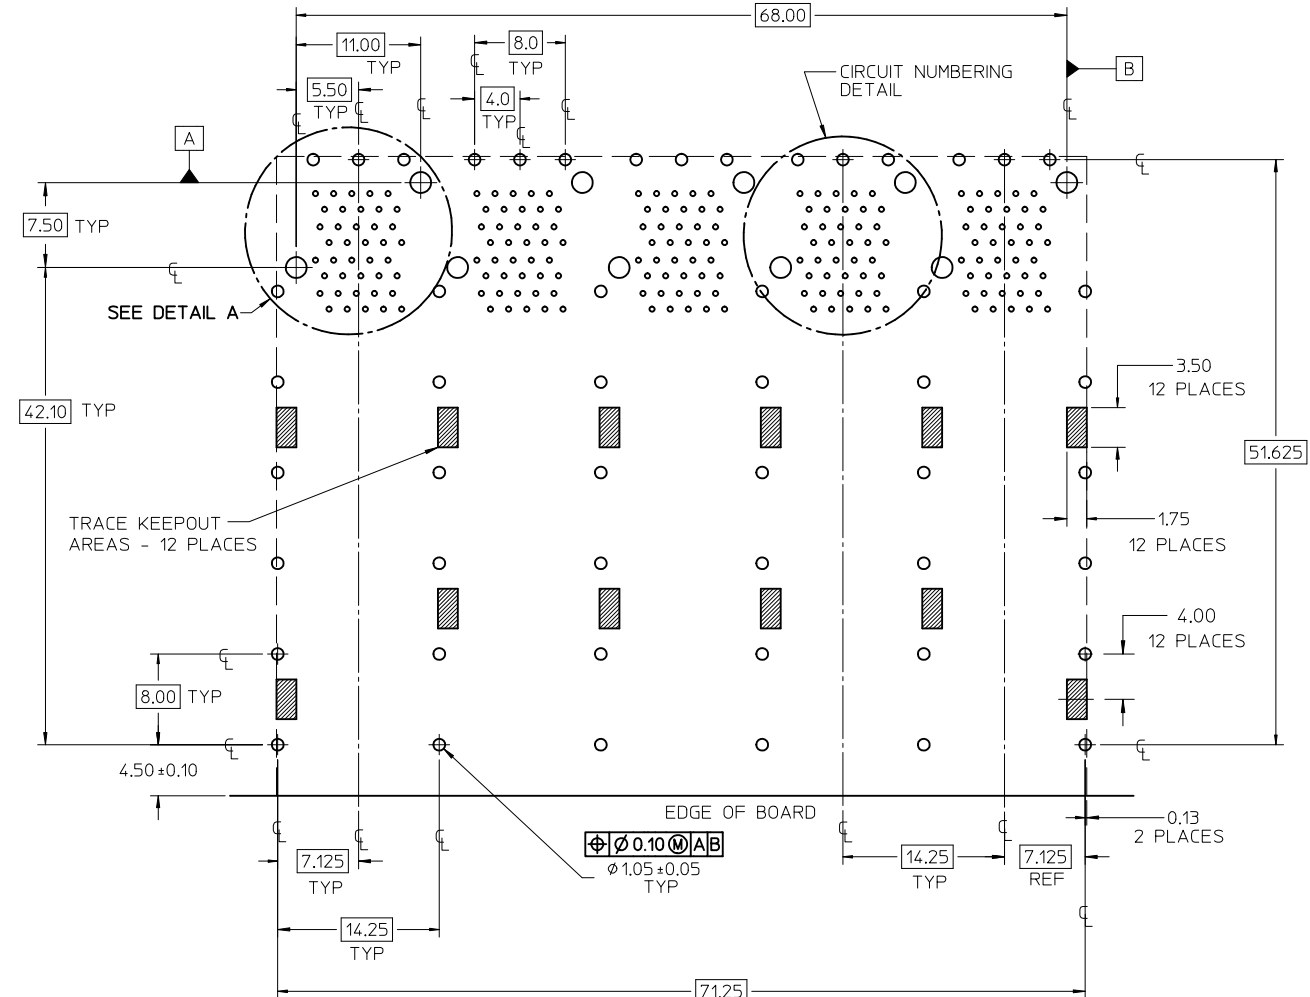 68.00
11.00
TYP
8.0
TYP
CIRCUIT NUMBERING
DETAIL
B
5.50
TYP
4.0
TYP
A
7.50 TYP
SEE DETAIL A
3.50
12 PLACES
42.10 TYP
51.625
TRACE KEEPOUT
AREAS - 12 PLACES
1.75
12 PLACES
4.00
12 PLACES
8.00 TYP
4.50±0.10
EDGE OF BOARD
0.13
2 PLACES
⌖ Ø 0.10 Ⓜ A B
Ø1.05±0.05
TYP
7.125
TYP
14.25
TYP
7.125
REF
14.25
TYP
71.25